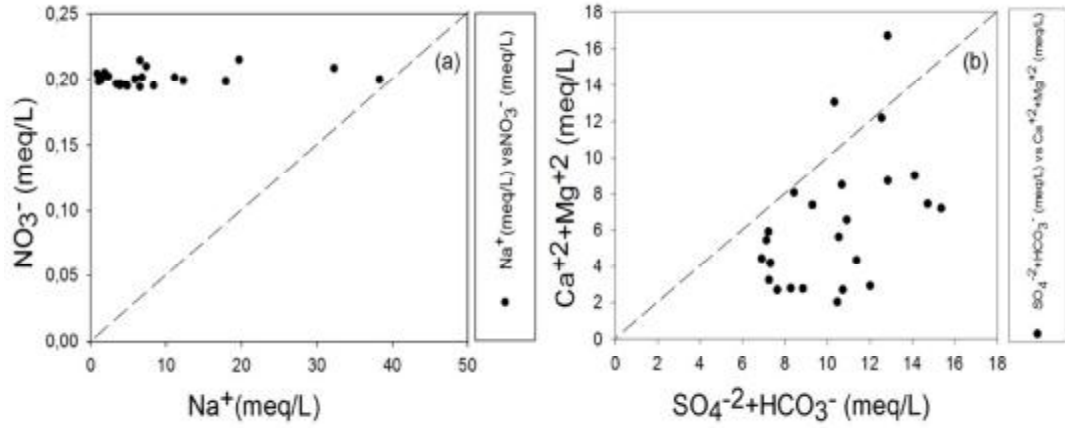 0,25
0,20
0,15
0,10
0,05
0,00
NO₃⁻ (meq/L)
0 10 20 30 40 50
Na⁺(meq/L)
(a)
Na⁺(meq/L) vsNO₃⁻ (meq/L)
18
16
14
12
10
8
6
4
2
0
Ca⁺²+Mg⁺² (meq/L)
0 2 4 6 8 10 12 14 16 18
SO₄⁻²+HCO₃⁻ (meq/L)
(b)
SO₄⁻²+HCO₃⁻ (meq/L) vs Ca⁺²+Mg⁺² (meq/L)